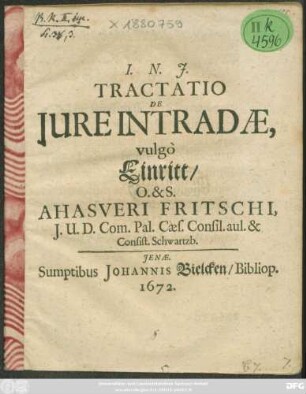 X 1880759
II k
4596
I. N. J.
TRACTATIO
DE
JURE INTRADÆ,
vulgò
Einritt/
O. & S.
AHASVERI FRITSCHI,
J. U. D. Com. Pal. Cæs. Consil. aul. &
Consist. Schwartzb.
JENÆ.
Sumptibus JOHANNIS Bielcken/Bibliop.
1672.